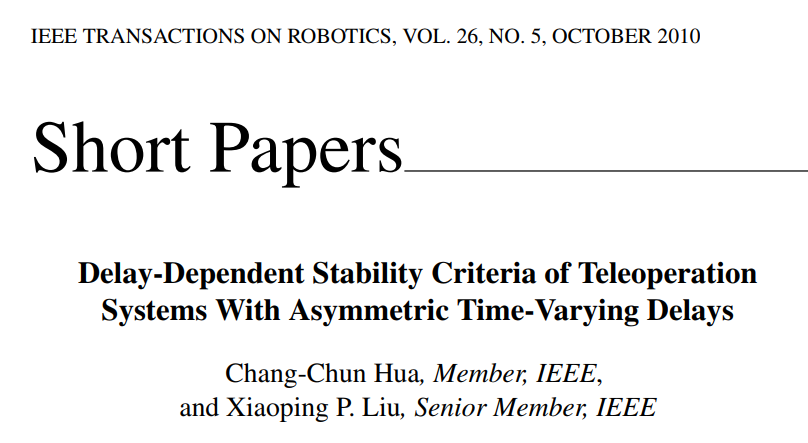 IEEE TRANSACTIONS ON ROBOTICS, VOL. 26, NO. 5, OCTOBER 2010
Short Papers
Delay-Dependent Stability Criteria of Teleoperation
Systems With Asymmetric Time-Varying Delays
Chang-Chun Hua, Member, IEEE,
and Xiaoping P. Liu, Senior Member, IEEE